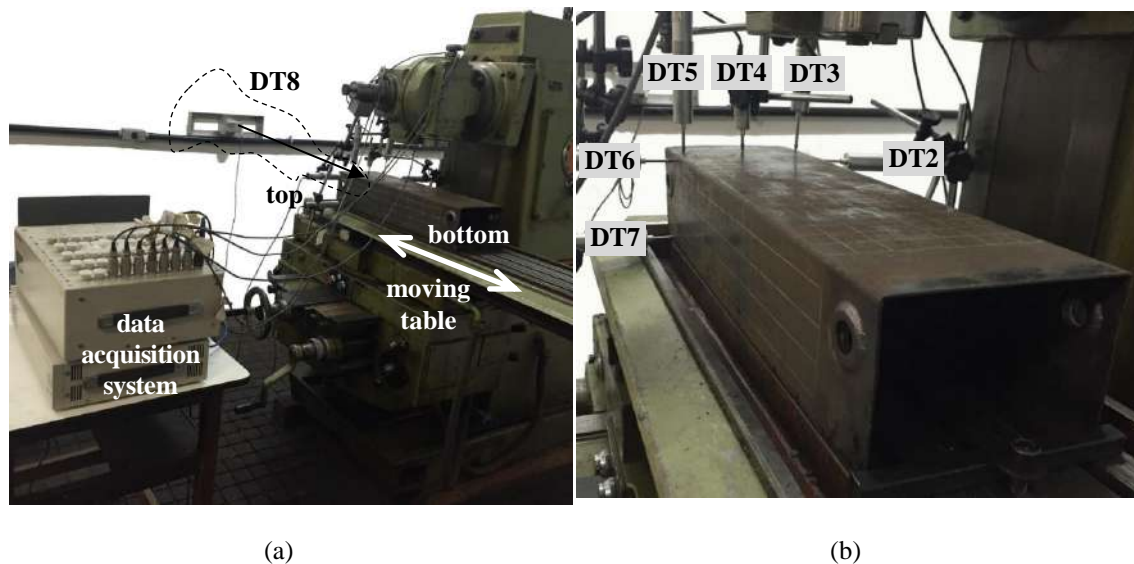 DT8
top
bottom
moving
table
data
acquisition
system
DT5
DT4
DT3
DT6
DT2
DT7
(a)
(b)